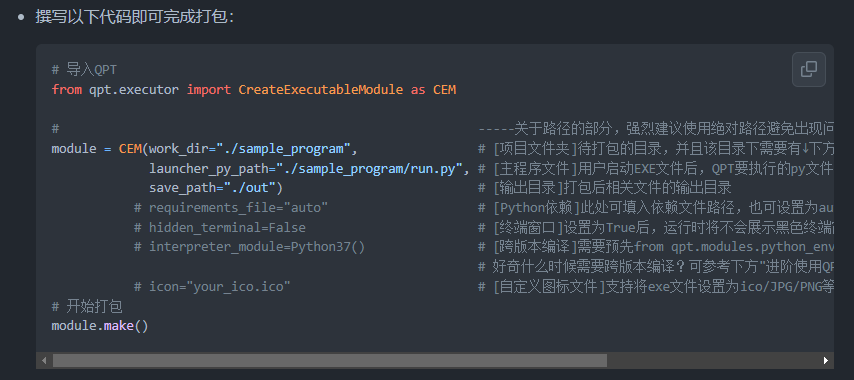 撰写以下代码即可完成打包：
# 导入QPT
from qpt.executor import CreateExecutableModule as CEM
# -----关于路径的部分，强烈建议使用绝对路径避免出现问
module = CEM(work_dir="./sample_program", # [项目文件夹]待打包的目录，并且该目录下需要有↓下方
launcher_py_path="./sample_program/run.py", # [主程序文件]用户启动EXE文件后，QPT要执行的py文件
save_path="./out") # [输出目录]打包后相关文件的输出目录
# requirements_file="auto" # [Python依赖]此处可填入依赖文件路径，也可设置为au
# hidden_terminal=False # [终端窗口]设置为True后，运行时将不会展示黑色终端
# interpreter_module=Python37() # [跨版本编译]需要预先from qpt.modules.python_env
# 好奇什么时候需要跨版本编译？可参考下方"进阶使用QP
# icon="your_ico.ico" # [自定义图标文件]支持将exe文件设置为ico/JPG/PNG等
# 开始打包
module.make()